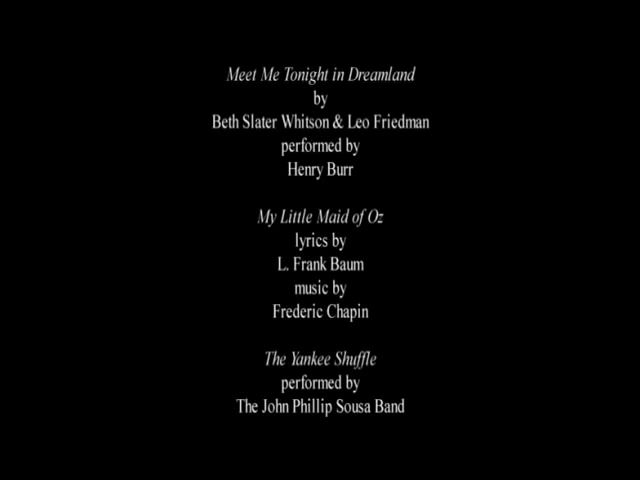 Meet Me Tonight in Dreamland
by
Beth Slater Whitson & Leo Friedman
performed by
Henry Burr
My Little Maid of Oz
lyrics by
L. Frank Baum
music by
Frederic Chapin
The Yankee Shuffle
performed by
The John Phillip Sousa Band